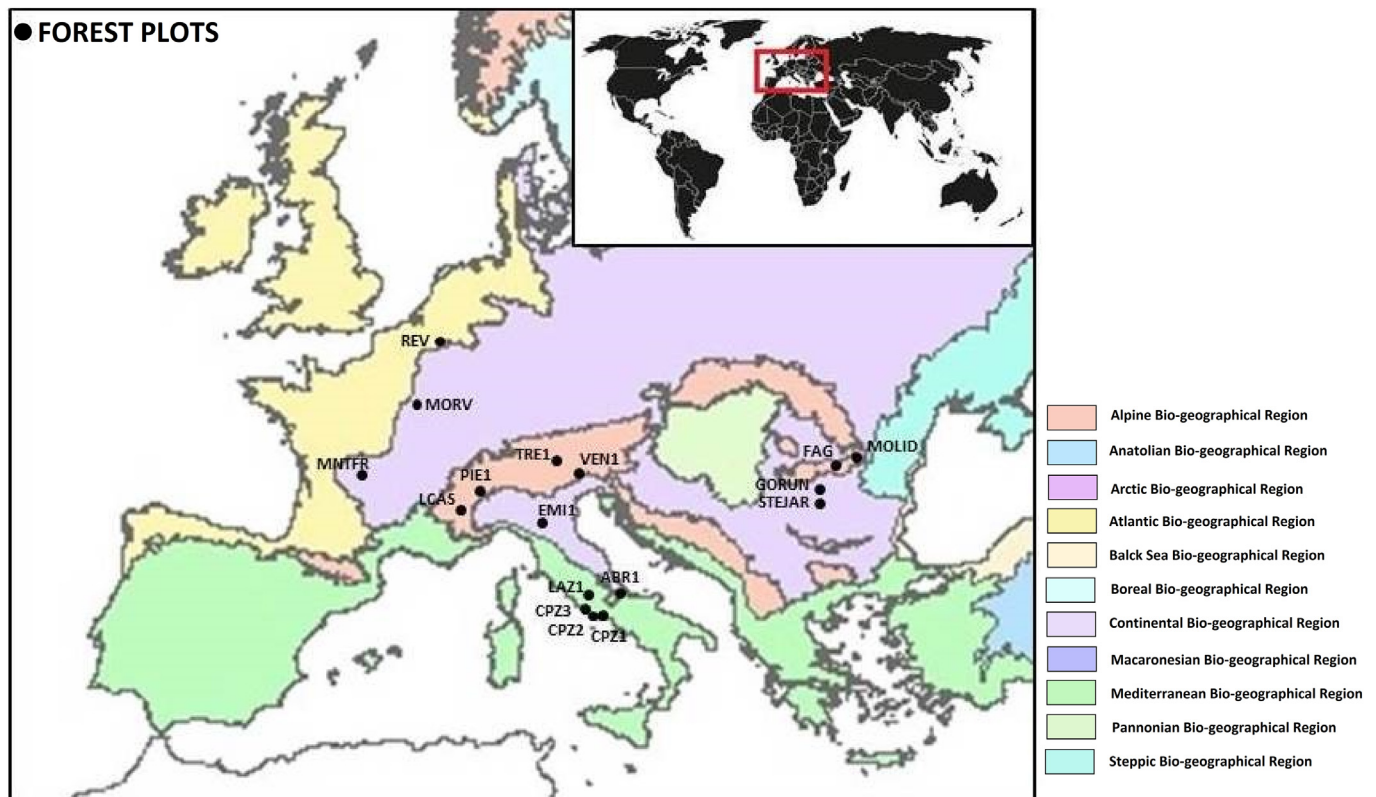 FOREST PLOTS
REV
MORV
MNTFR
TRE1
VEN1
PIE1
LCAS
EMI1
FAG
MOLID
GORUN
STEJAR
ABR1
LAZ1
CPZ3
CPZ2
CPZ1
Alpine Bio-geographical Region
Anatolian Bio-geographical Region
Arctic Bio-geographical Region
Atlantic Bio-geographical Region
Balck Sea Bio-geographical Region
Boreal Bio-geographical Region
Continental Bio-geographical Region
Macaronesian Bio-geographical Region
Mediterranean Bio-geographical Region
Pannonian Bio-geographical Region
Steppic Bio-geographical Region